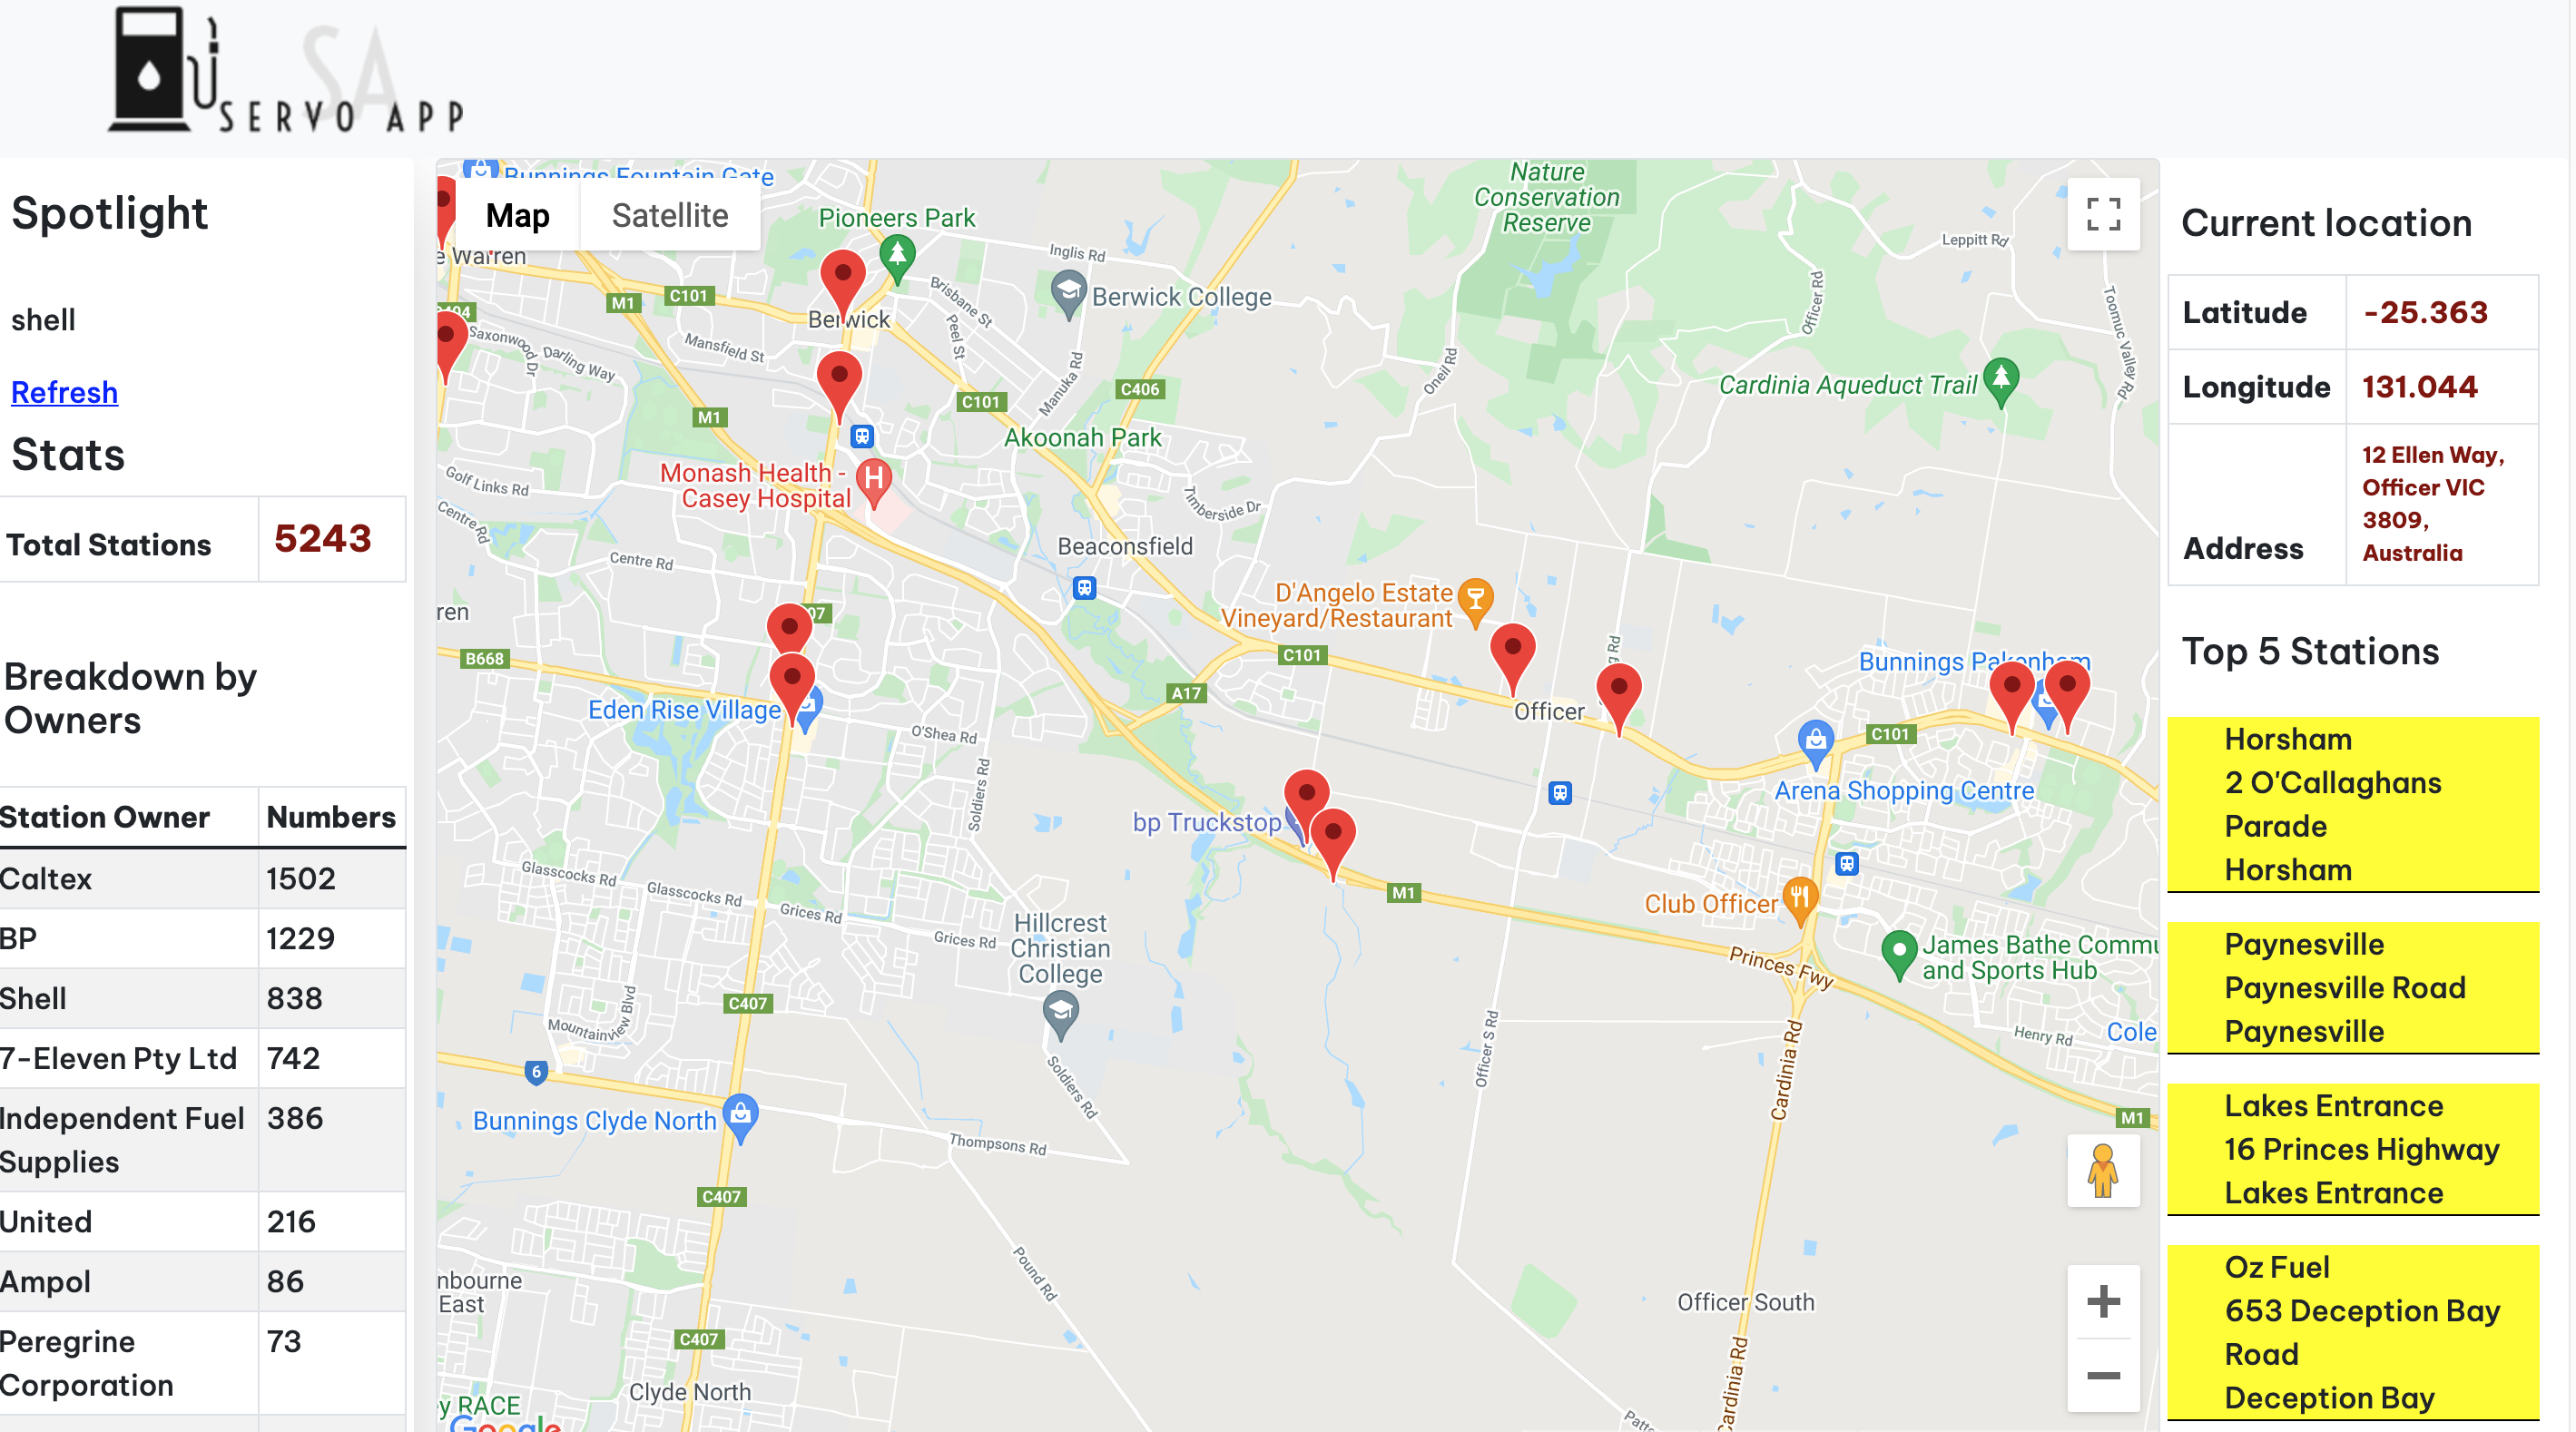 SA
SERVO APP
Spotlight
shell
Refresh
Stats
Total Stations 5243
Breakdown by
Owners
Station Owner Numbers
Caltex 1502
BP 1229
Shell 838
7-Eleven Pty Ltd 742
Independent Fuel
Supplies 386
United 216
Ampol 86
Peregrine
Corporation 73
Bunnings Fountain Gate
Map Satellite
e Warren
Pioneers Park
Inglis Rd
Nature
Conservation
Reserve
Leppitt Rd
M1
C101
Berwick
Brisbane St
Peel St
Berwick College
Officer Rd
Toomuc Valley Rd
Saxonwood Dr
Darling Way
Mansfield St
Manuka Rd
C406
Oneil Rd
Cardinia Aqueduct Trail
M1
C101
Akoonah Park
Golf Links Rd
Monash Health -
Casey Hospital
H
Timberside Dr
Centre Rd
Centre Rd
Beaconsfield
D'Angelo Estate
Vineyard/Restaurant
ren
07
B668
C101
g Rd
Bunnings Pakenham
A17
Eden Rise Village
O'Shea Rd
Officer
C101
Soldiers Rd
Arena Shopping Centre
bp Truckstop
Glasscocks Rd
Glasscocks Rd
Grices Rd
Grices Rd
M1
Club Officer
Hillcrest
Christian
College
Princes Fwy
James Bathe Commu
and Sports Hub
C407
Mountainview Blvd
Officer S Rd
Cardinia Rd
Henry Rd
Cole
6
Soldiers Rd
Bunnings Clyde North
Thompsons Rd
M1
C407
nbourne
East
Pound Rd
Officer South
C407
Cardinia Rd
Clyde North
y RACE
Google
Patte
Current location
Latitude -25.363
Longitude 131.044
Address 12 Ellen Way,
Officer VIC
3809,
Australia
Top 5 Stations
Horsham
2 O'Callaghans
Parade
Horsham
Paynesville
Paynesville Road
Paynesville
Lakes Entrance
16 Princes Highway
Lakes Entrance
Oz Fuel
653 Deception Bay
Road
Deception Bay